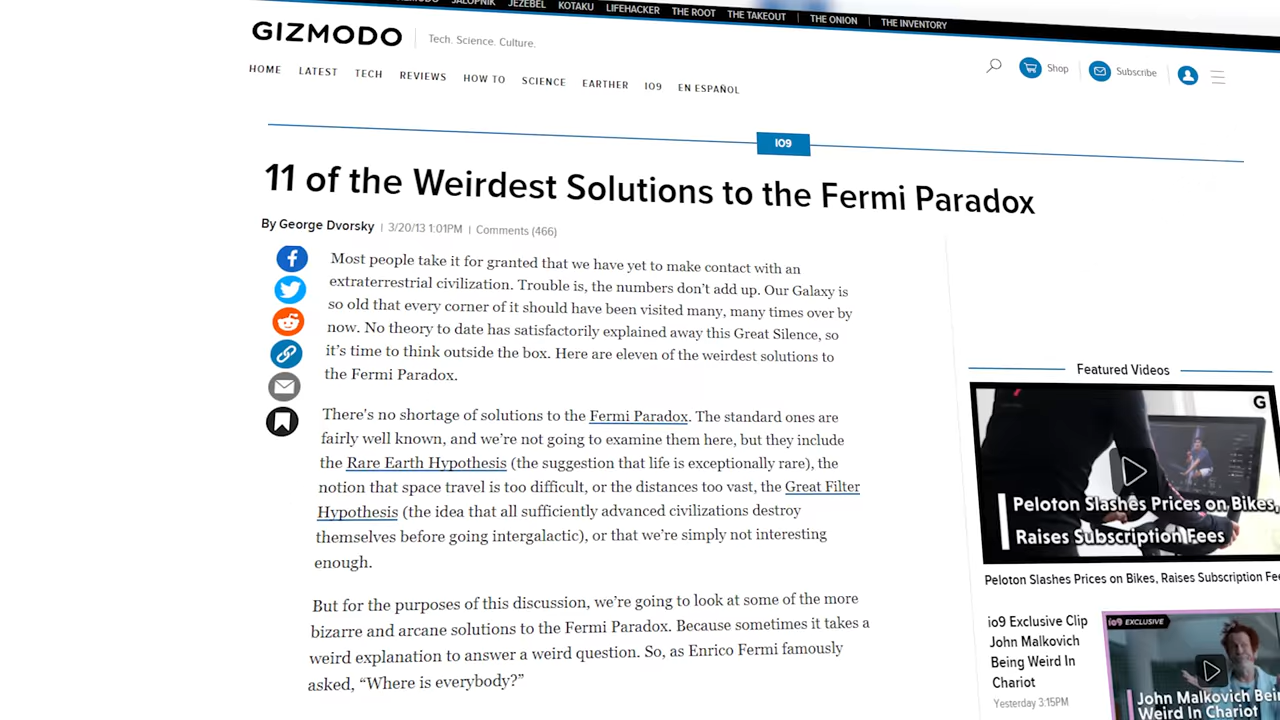 JALOPNIK JEZEBEL KOTAKU LIFEHACKER THE ROOT THE TAKEOUT THE ONION THE INVENTORY
GIZMODO Tech. Science. Culture.
Shop Subscribe
HOME LATEST TECH REVIEWS HOW TO SCIENCE EARTHER IO9 EN ESPAÑOL
IO9
11 of the Weirdest Solutions to the Fermi Paradox
By George Dvorsky | 3/20/13 1:01PM | Comments (466)
Most people take it for granted that we have yet to make contact with an
extraterrestrial civilization. Trouble is, the numbers don't add up. Our Galaxy is
so old that every corner of it should have been visited many, many times over by
now. No theory to date has satisfactorily explained away this Great Silence, so
it's time to think outside the box. Here are eleven of the weirdest solutions to
the Fermi Paradox.
There's no shortage of solutions to the Fermi Paradox. The standard ones are
fairly well known, and we're not going to examine them here, but they include
the Rare Earth Hypothesis (the suggestion that life is exceptionally rare), the
notion that space travel is too difficult, or the distances too vast, the Great Filter
Hypothesis (the idea that all sufficiently advanced civilizations destroy
themselves before going intergalactic), or that we're simply not interesting
enough.
But for the purposes of this discussion, we're going to look at some of the more
bizarre and arcane solutions to the Fermi Paradox. Because sometimes it takes a
weird explanation to answer a weird question. So, as Enrico Fermi famously
asked, “Where is everybody?”
Featured Videos
G
Peloton Slashes Prices on Bikes,
Raises Subscription Fees
Peloton Slashes Prices on Bikes, Raises Subscription Fe
io9 Exclusive Clip
John Malkovich
Being Weird In
Chariot
Yesterday 3:15PM
io9 EXCLUSIVE
John Malkovich Bei
Weird In Chariot